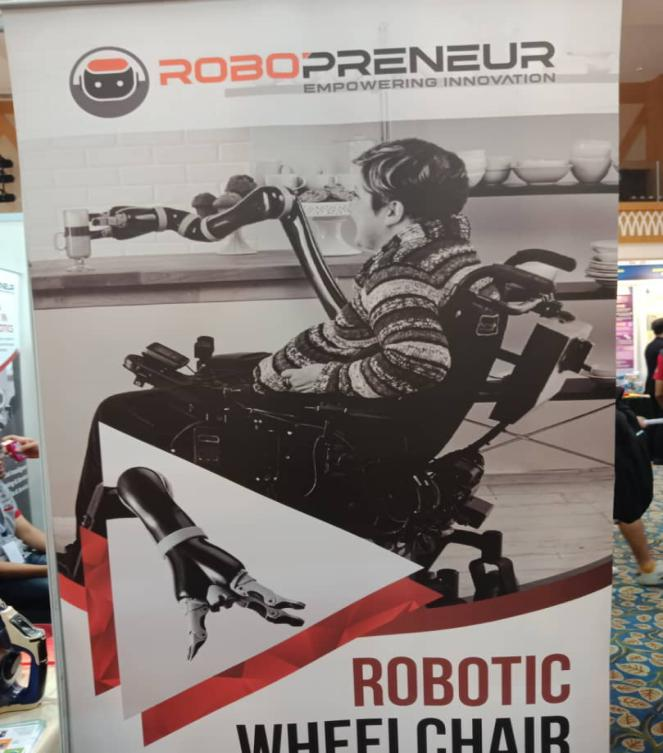 ROBOPRENEUR
EMPOWERING INNOVATION
ROBOTIC
WHEELCHAIR